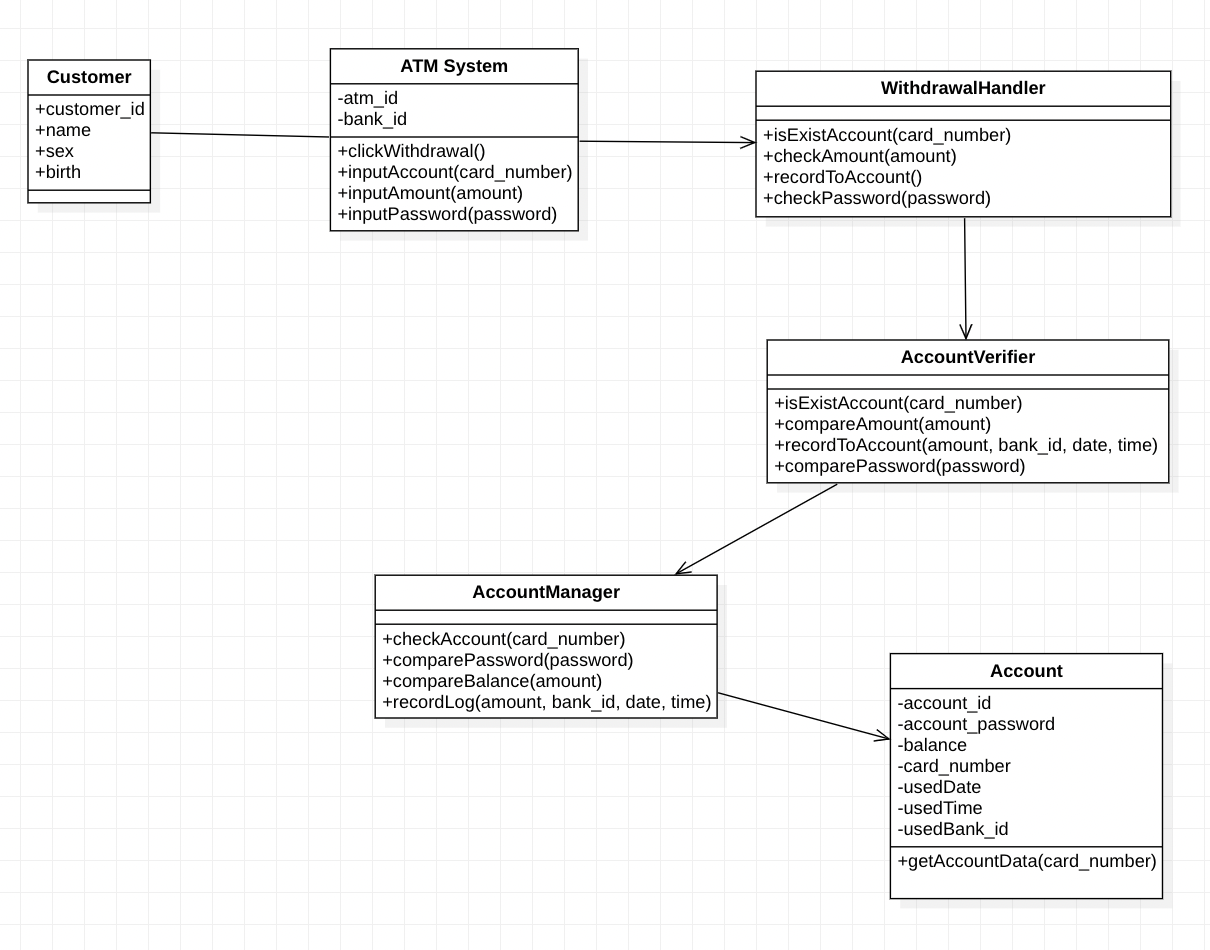 Customer
+customer_id
+name
+sex
+birth
ATM System
-atm_id
-bank_id
+clickWithdrawal()
+inputAccount(card_number)
+inputAmount(amount)
+inputPassword(password)
WithdrawalHandler
+isExistAccount(card_number)
+checkAmount(amount)
+recordToAccount()
+checkPassword(password)
AccountVerifier
+isExistAccount(card_number)
+compareAmount(amount)
+recordToAccount(amount, bank_id, date, time)
+comparePassword(password)
AccountManager
+checkAccount(card_number)
+comparePassword(password)
+compareBalance(amount)
+recordLog(amount, bank_id, date, time)
Account
-account_id
-account_password
-balance
-card_number
-usedDate
-usedTime
-usedBank_id
+getAccountData(card_number)